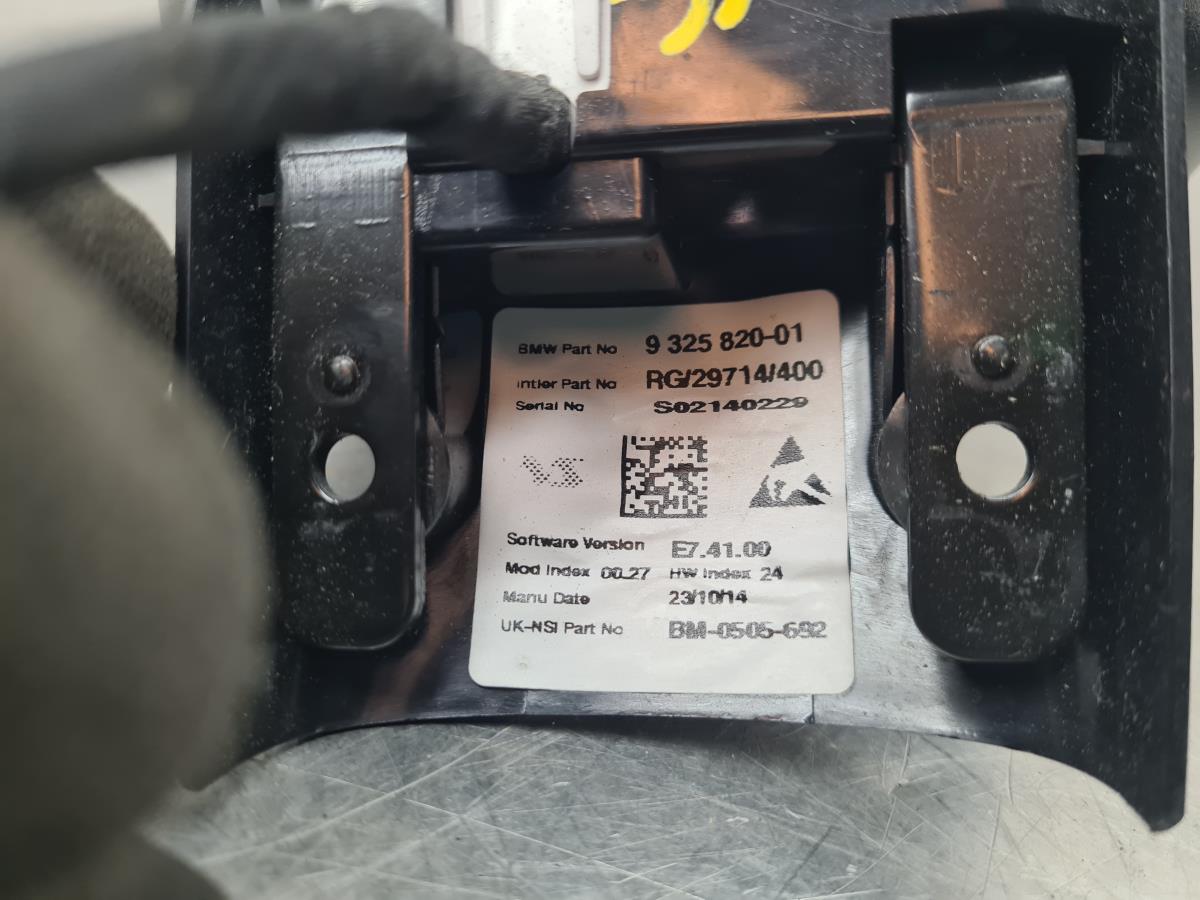 BMW Part No 9 325 820-01
Intier Part No RG/29714/400
Serial No S02140229
Software Version E7.41.00
Mod Index 00.27 HW Index 24
Manu Date 23/10/14
UK-NSI Part No BM-0505-692